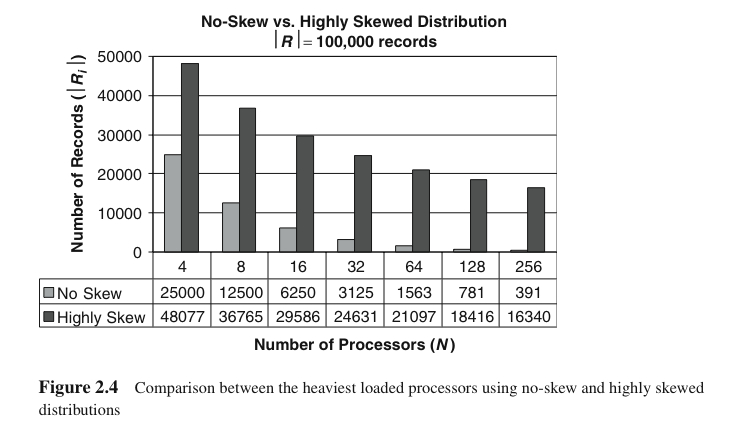 No-Skew vs. Highly Skewed Distribution
|R| = 100,000 records
Number of Records (|Ri|)
50000
40000
30000
20000
10000
0
4 8 16 32 64 128 256
No Skew 25000 12500 6250 3125 1563 781 391
Highly Skew 48077 36765 29586 24631 21097 18416 16340
Number of Processors (N)
Figure 2.4 Comparison between the heaviest loaded processors using no-skew and highly skewed
distributions